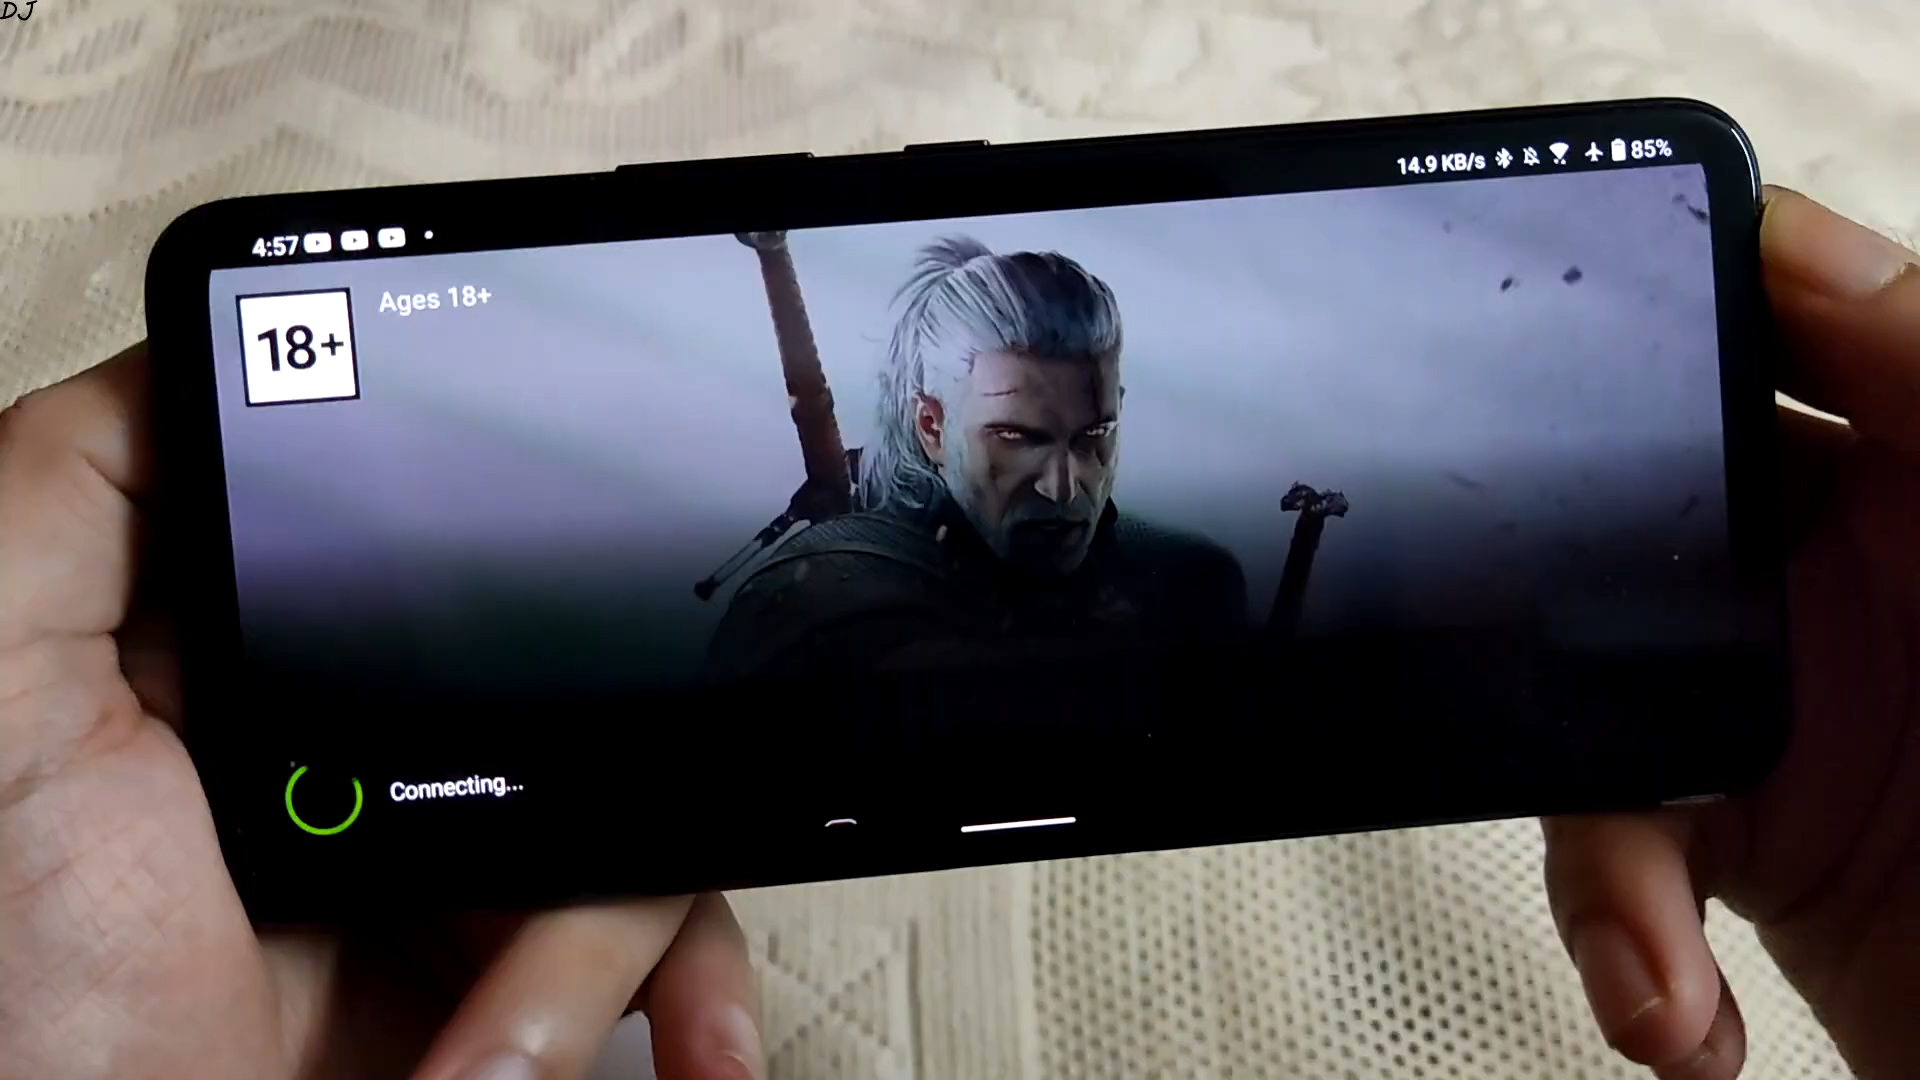 DJ
14.9 KB/s 85%
4:57
18+
Ages 18+
Connecting...